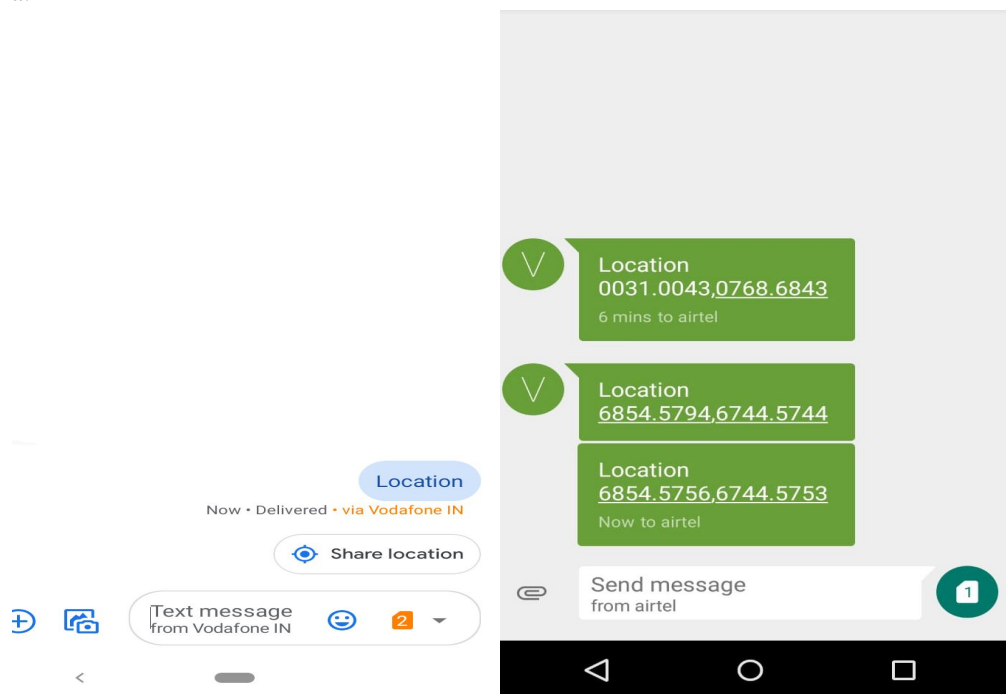 Location
Now • Delivered • via Vodafone IN
Share location
Text message
from Vodafone IN
2
V
Location
0031.0043,0768.6843
6 mins to airtel
V
Location
6854.5794,6744.5744
Location
6854.5756,6744.5753
Now to airtel
Send message
from airtel
1